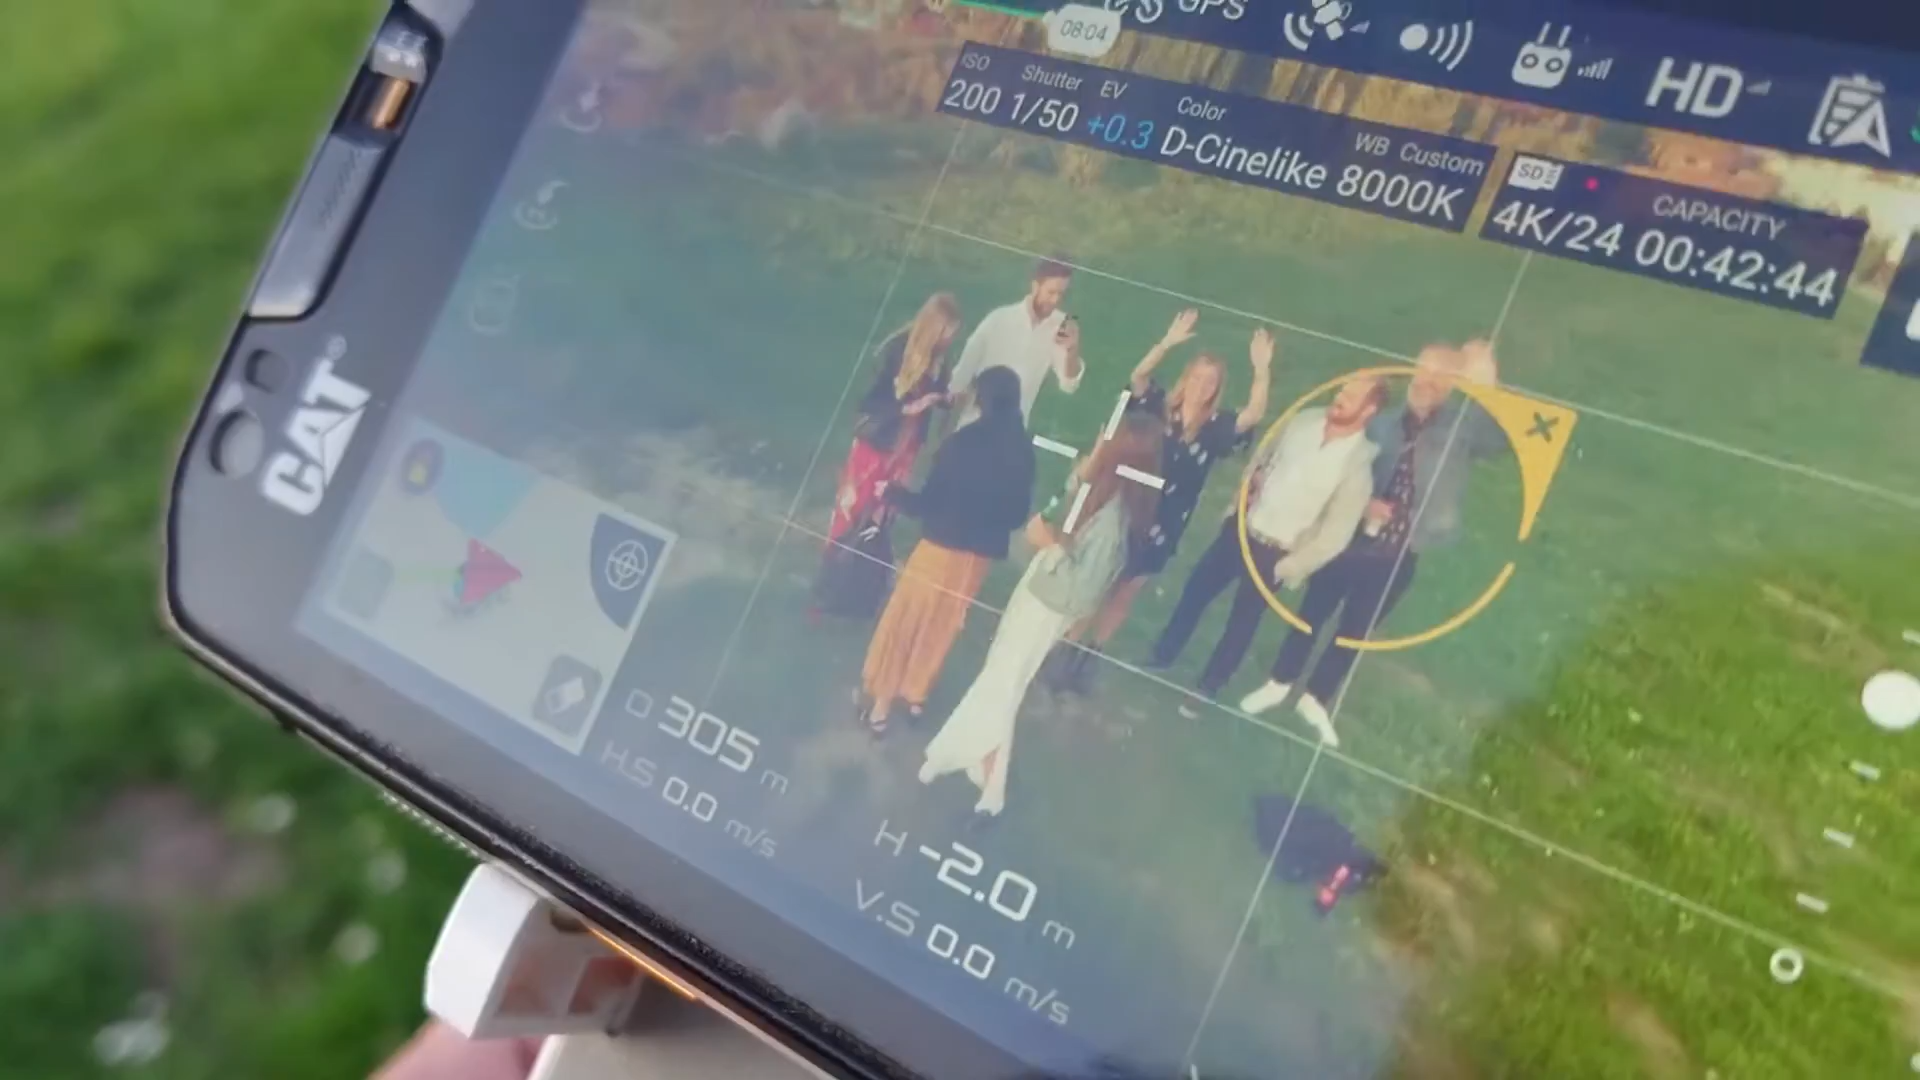 GPS
08:04
HD
ISO Shutter EV Color WB Custom
200 1/50 +0.3 D-Cinelike 8000K
SD CAPACITY
4K/24 00:42:44
CAT
D 305 m
H.S 0.0 m/s
H -2.0 m
V.S 0.0 m/s